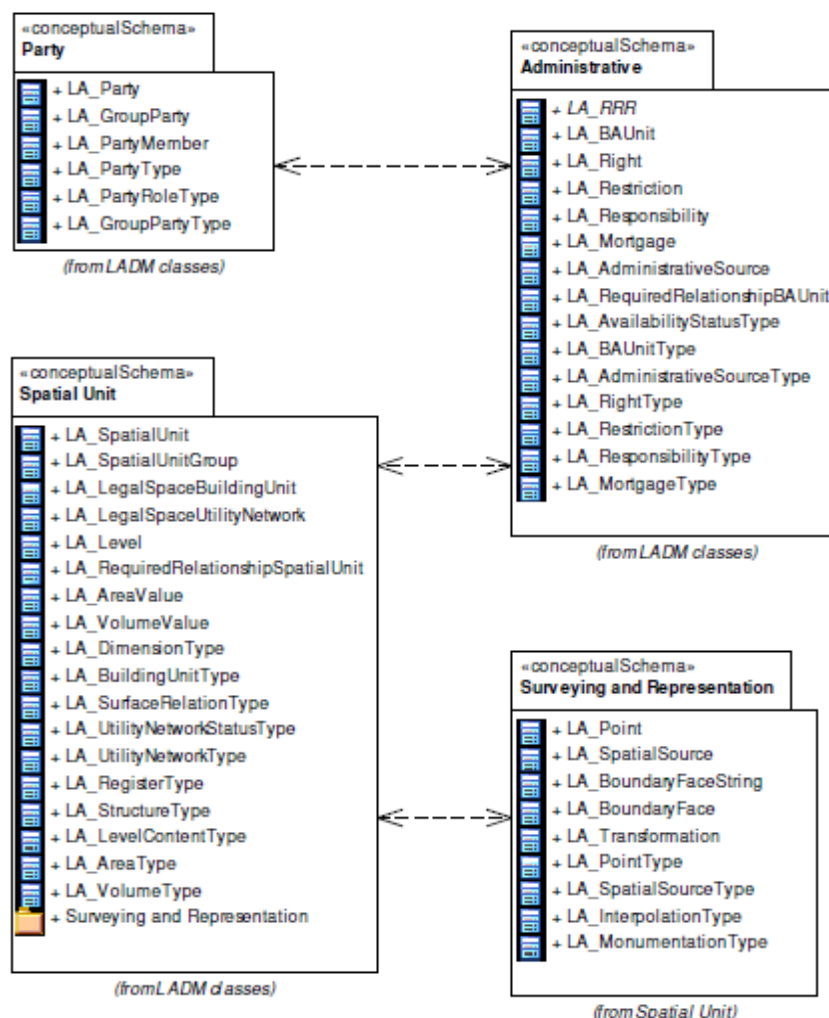 «conceptualSchema»
Party
+ LA_Party
+ LA_GroupParty
+ LA_PartyMember
+ LA_PartyType
+ LA_PartyRoleType
+ LA_GroupPartyType
(from LADM classes)
«conceptualSchema»
Administrative
+ LA_RRR
+ LA_BAUnit
+ LA_Right
+ LA_Restriction
+ LA_Responsibility
+ LA_Mortgage
+ LA_AdministrativeSource
+ LA_RequiredRelationshipBAUnit
+ LA_AvailabilityStatusType
+ LA_BAUnitType
+ LA_AdministrativeSourceType
+ LA_RightType
+ LA_RestrictionType
+ LA_ResponsibilityType
+ LA_MortgageType
(from LADM classes)
«conceptualSchema»
Spatial Unit
+ LA_SpatialUnit
+ LA_SpatialUnitGroup
+ LA_LegalSpaceBuildingUnit
+ LA_LegalSpaceUtilityNetwork
+ LA_Level
+ LA_RequiredRelationshipSpatialUnit
+ LA_AreaValue
+ LA_VolumeValue
+ LA_DimensionType
+ LA_BuildingUnitType
+ LA_SurfaceRelationType
+ LA_UtilityNetworkStatusType
+ LA_UtilityNetworkType
+ LA_RegisterType
+ LA_StructureType
+ LA_LevelContentType
+ LA_AreaType
+ LA_VolumeType
+ Surveying and Representation
(from LADM classes)
«conceptualSchema»
Surveying and Representation
+ LA_Point
+ LA_SpatialSource
+ LA_BoundaryFaceString
+ LA_BoundaryFace
+ LA_Transformation
+ LA_PointType
+ LA_SpatialSourceType
+ LA_InterpolationType
+ LA_MonumentationType
(from Spatial Unit)